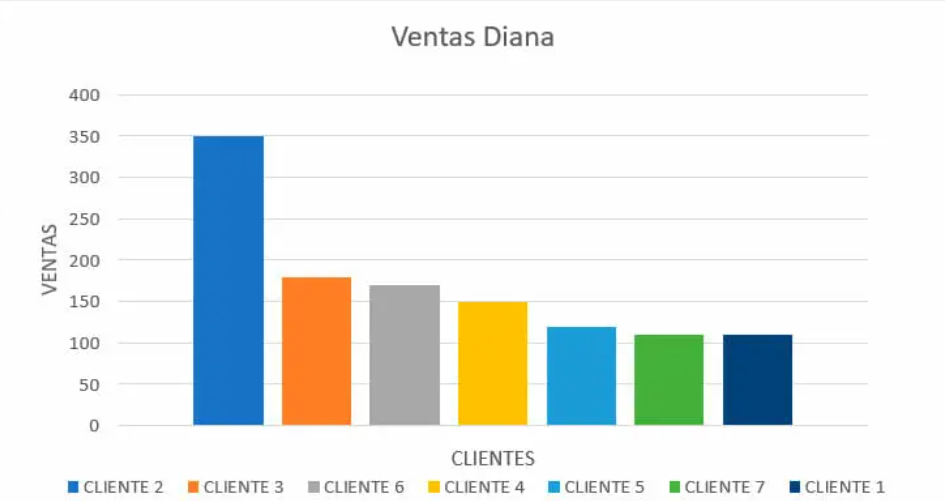 Ventas Diana
400
350
300
250
200
150
100
50
0
VENTAS
CLIENTES
CLIENTE 2 CLIENTE 3 CLIENTE 6 CLIENTE 4 CLIENTE 5 CLIENTE 7 CLIENTE 1